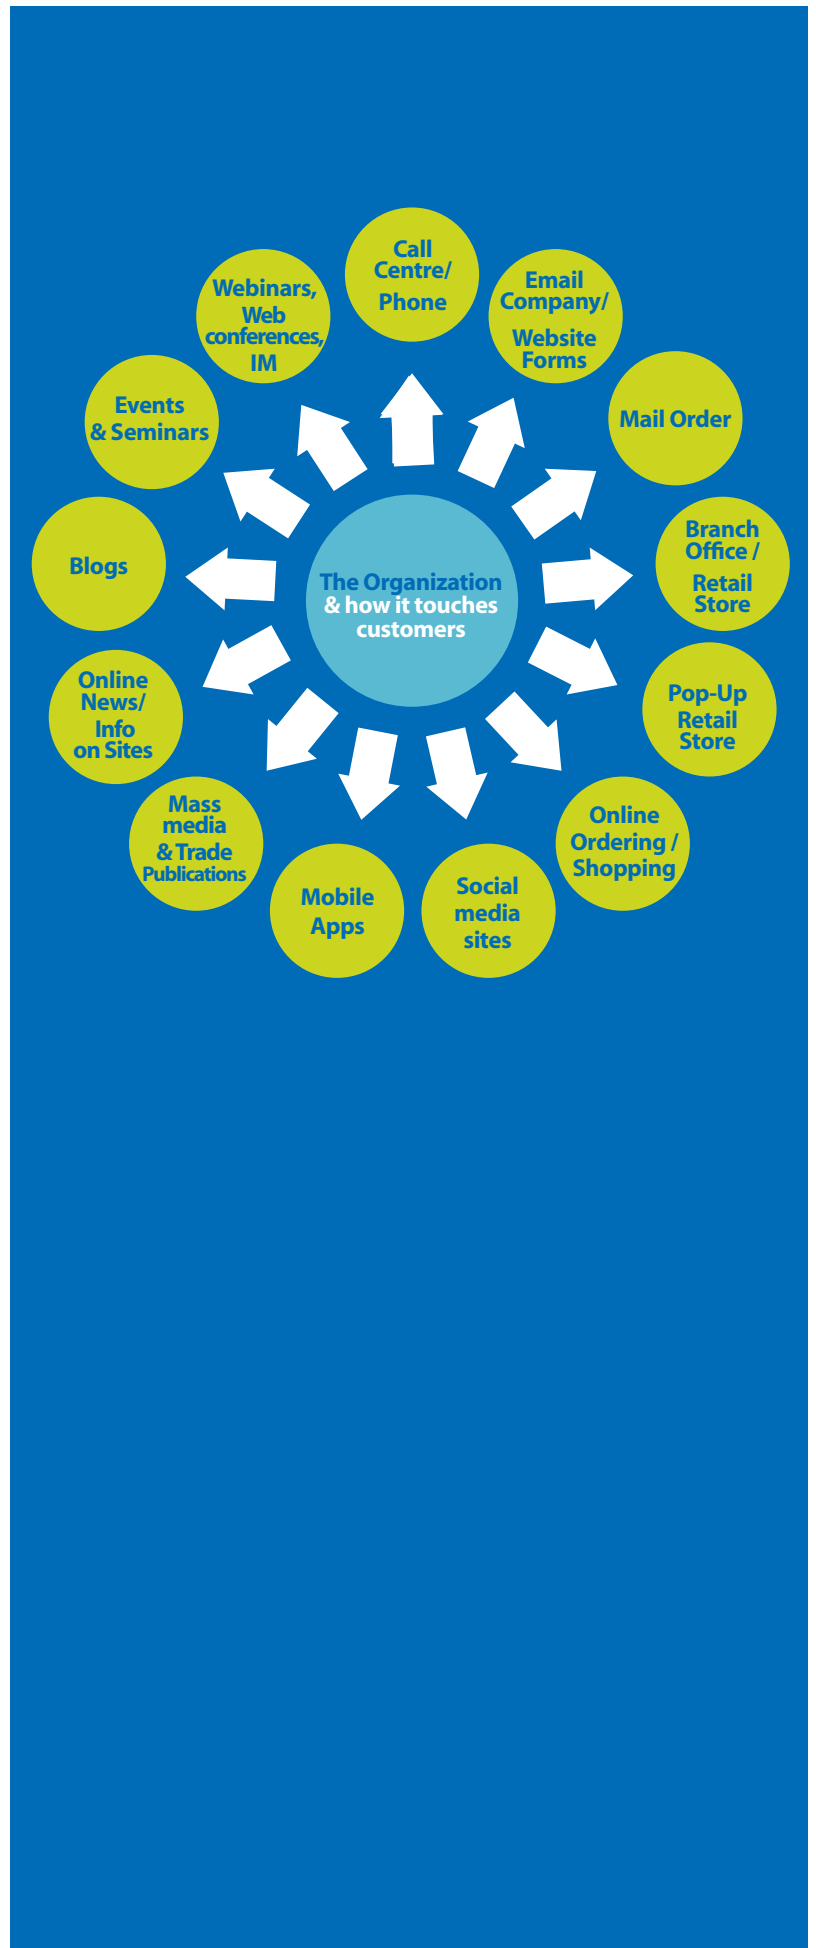 Call
Centre/
Phone
Email
Company/
Website
Forms
Mail Order
Branch
Office /
Retail
Store
Pop-Up
Retail
Store
Online
Ordering /
Shopping
Social
media
sites
Mobile
Apps
Mass
media
& Trade
Publications
Online
News/
Info
on Sites
Blogs
Events
& Seminars
Webinars,
Web
conferences,
IM
The Organization
& how it touches
customers